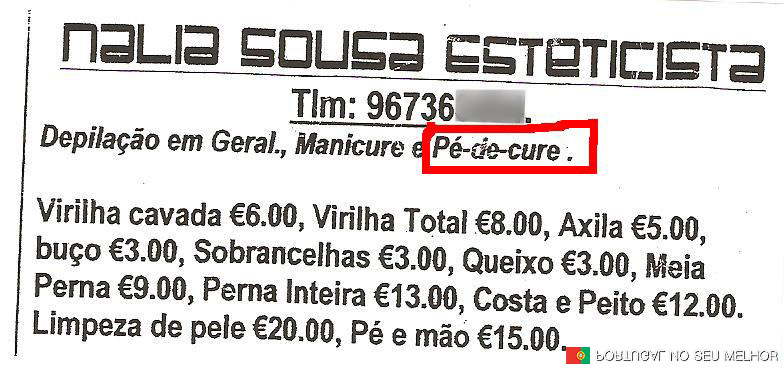 nalia sousa esteticista
Tlm: 96736
Depilação em Geral., Manicure e Pé-de-cure .
Virilha cavada €6.00, Virilha Total €8.00, Axila €5.00,
buço €3.00, Sobrancelhas €3.00, Queixo €3.00, Meia
Perna €9.00, Perna Inteira €13.00, Costa e Peito €12.00.
Limpeza de pele €20.00, Pé e mão €15.00.
PORTUGAL NO SEU MELHOR